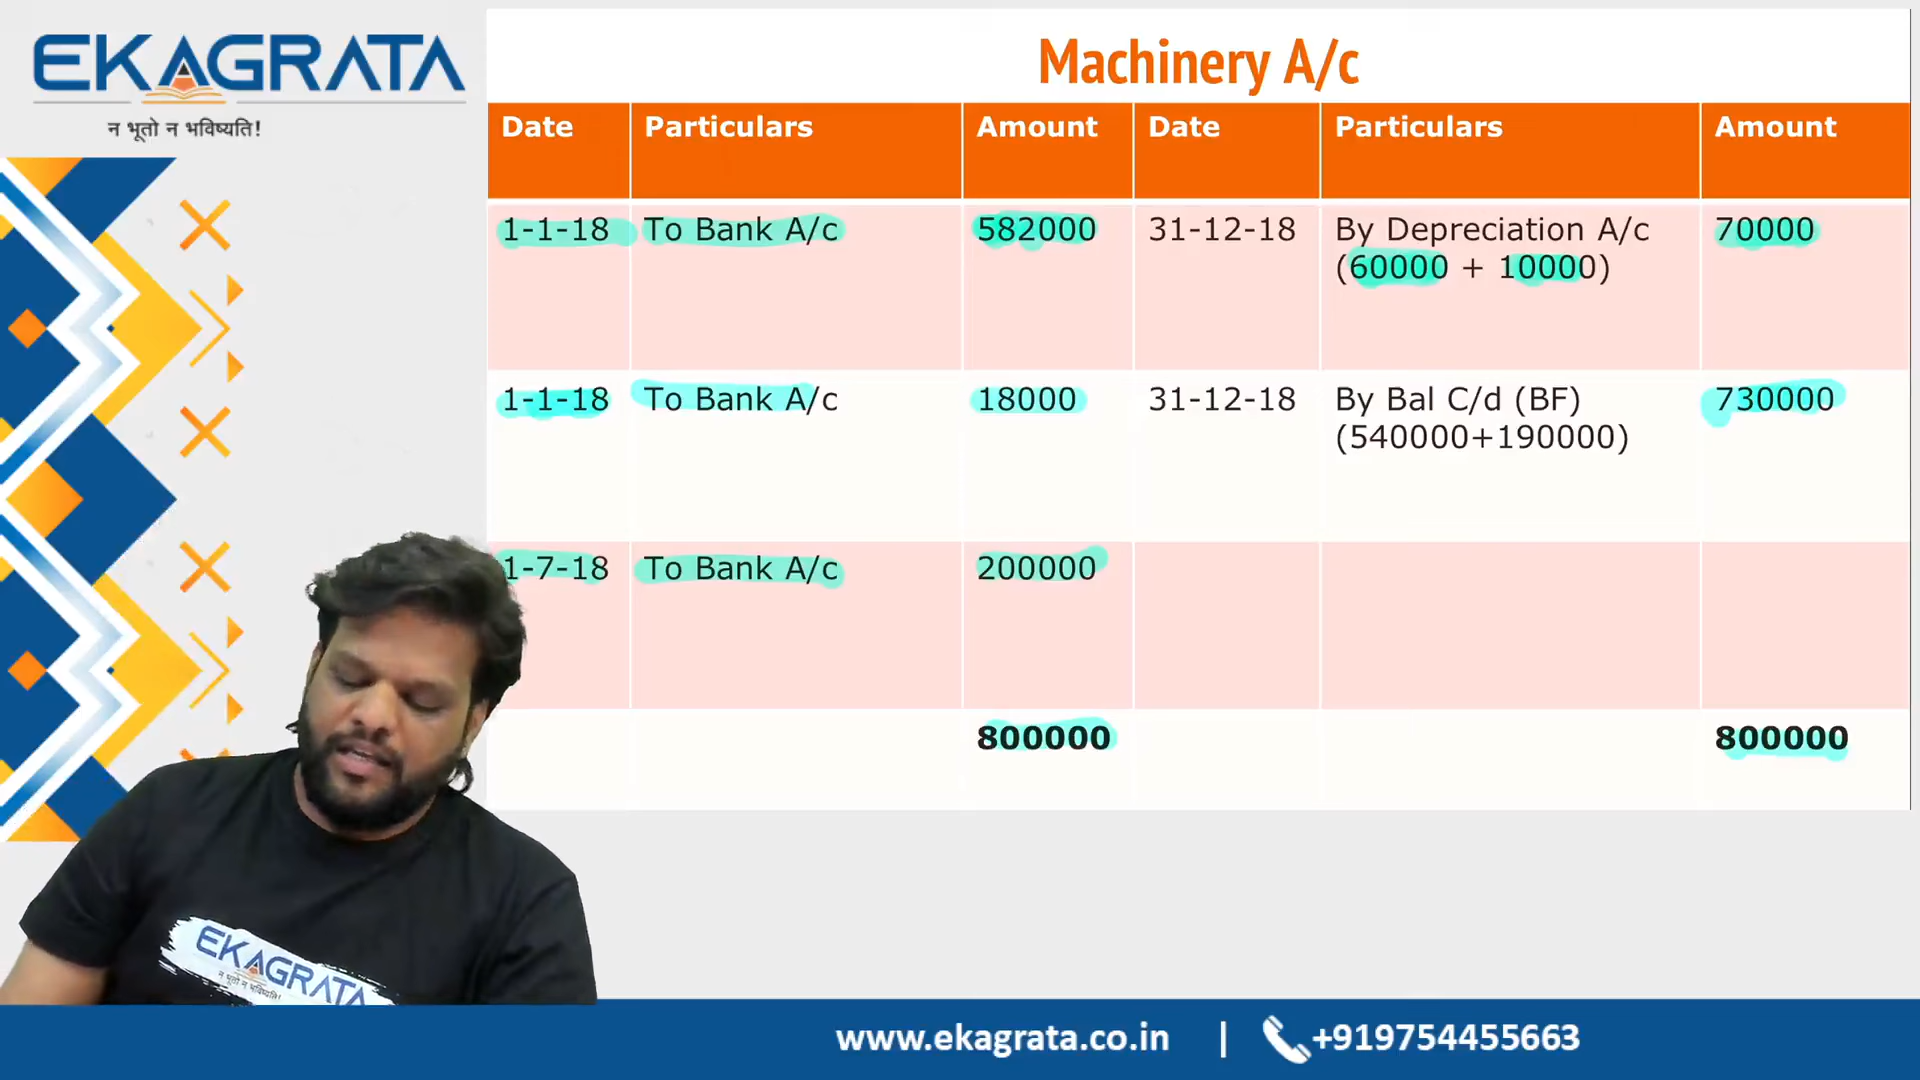 EKAGRATA
न भूतो न भविष्यति!
Machinery A/c
Date Particulars Amount Date Particulars Amount
1-1-18 To Bank A/c 582000 31-12-18 By Depreciation A/c 70000
(60000 + 10000)
1-1-18 To Bank A/c 18000 31-12-18 By Bal C/d (BF) 730000
(540000+190000)
1-7-18 To Bank A/c 200000
800000 800000
EKAGRATA
न भूतो न भविष्यति!
www.ekagrata.co.in | +919754455663